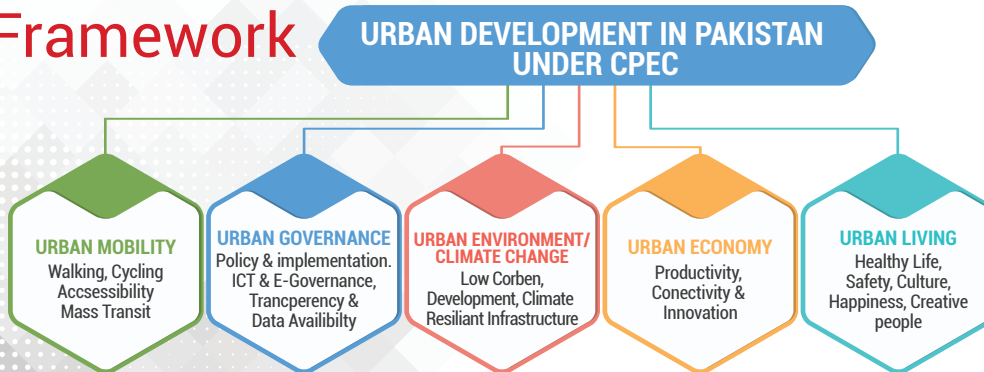 Framework
URBAN DEVELOPMENT IN PAKISTAN
UNDER CPEC
URBAN MOBILITY
Walking, Cycling
Accsessibility
Mass Transit
URBAN GOVERNANCE
Policy & implementation.
ICT & E-Governance,
Trancperency &
Data Availibilty
URBAN ENVIRONMENT/
CLIMATE CHANGE
Low Corben,
Development, Climate
Resiliant Infrastructure
URBAN ECONOMY
Productivity,
Conectivity &
Innovation
URBAN LIVING
Healthy Life,
Safety, Culture,
Happiness, Creative
people